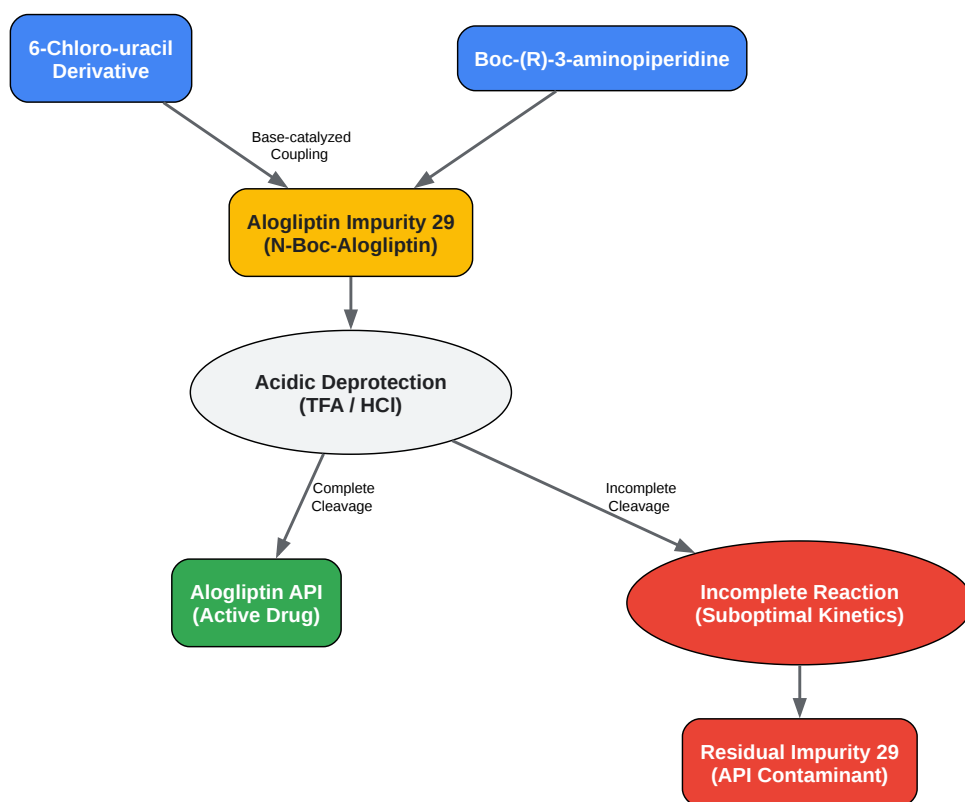 6-Chloro-uracil
Derivative
Boc-(R)-3-aminopiperidine
Base-catalyzed
Coupling
Alogliptin Impurity 29
(N-Boc-Alogliptin)
Acidic Deprotection
(TFA / HCl)
Complete
Cleavage
Incomplete
Cleavage
Alogliptin API
(Active Drug)
Incomplete Reaction
(Suboptimal Kinetics)
Residual Impurity 29
(API Contaminant)